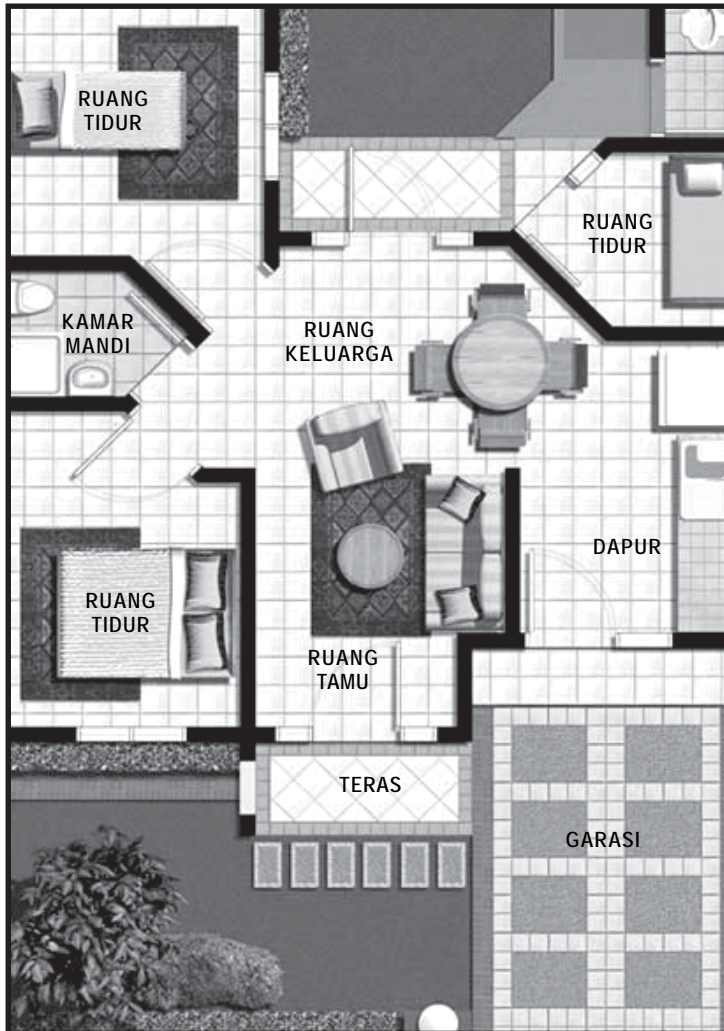 RUANG
TIDUR
RUANG
TIDUR
KAMAR
MANDI
RUANG
KELUARGA
DAPUR
RUANG
TIDUR
RUANG
TAMU
TERAS
GARASI